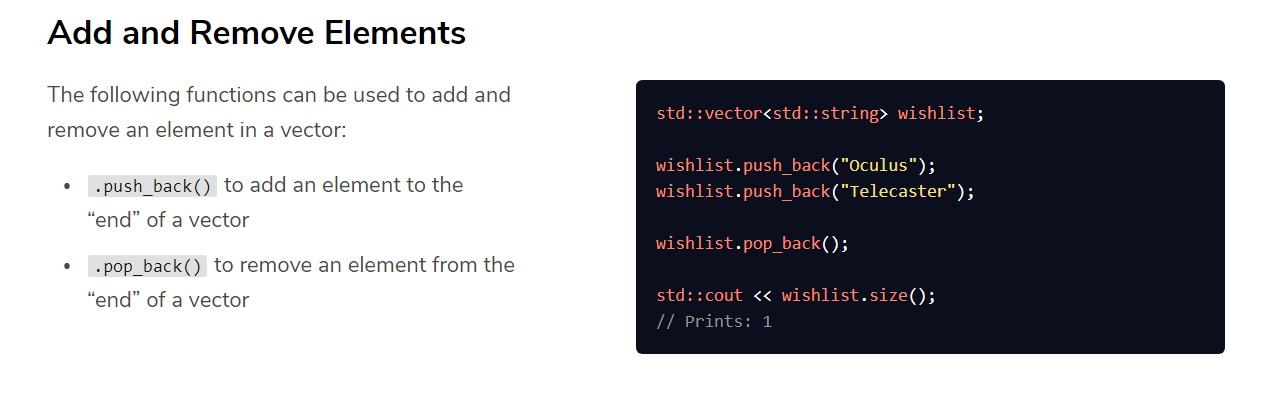 Add and Remove Elements
The following functions can be used to add and
remove an element in a vector:
• .push_back() to add an element to the
“end” of a vector
• .pop_back() to remove an element from the
“end” of a vector
std::vector<std::string> wishlist;
wishlist.push_back("Oculus");
wishlist.push_back("Telecaster");
wishlist.pop_back();
std::cout << wishlist.size();
// Prints: 1